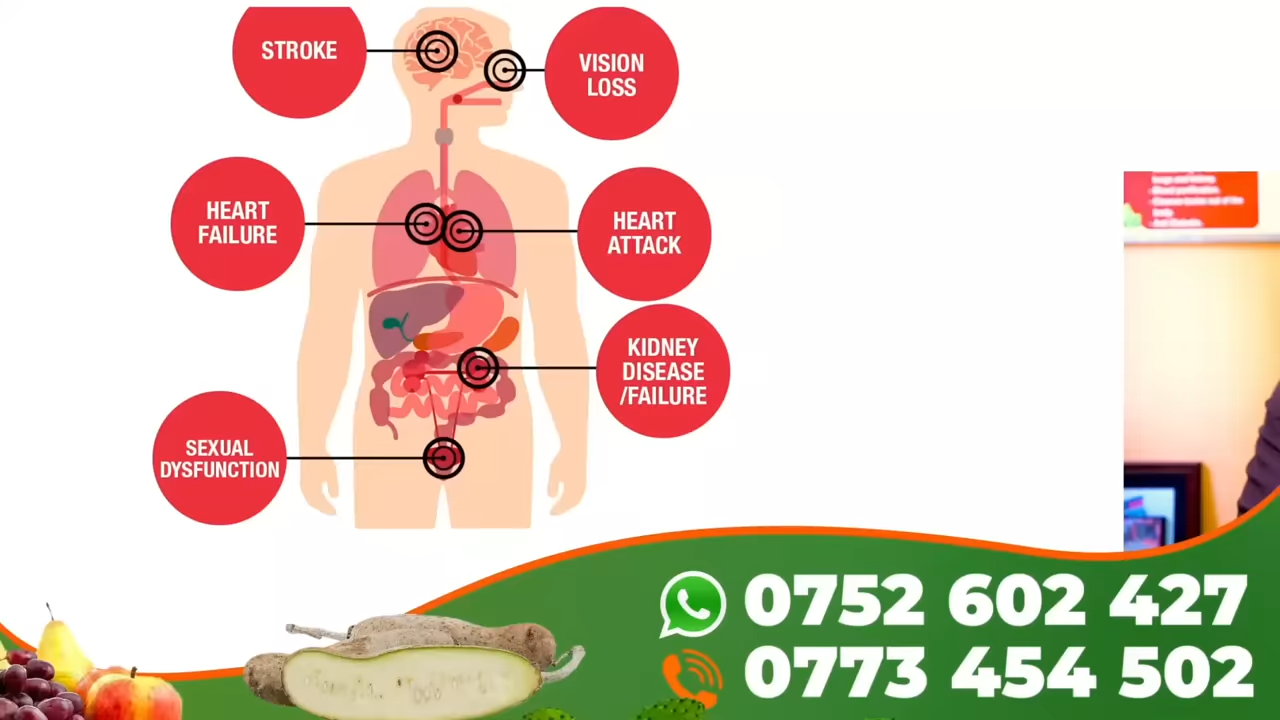 STROKE
VISION
LOSS
HEART
FAILURE
HEART
ATTACK
KIDNEY
DISEASE
/FAILURE
SEXUAL
DYSFUNCTION
0752 602 427
0773 454 502